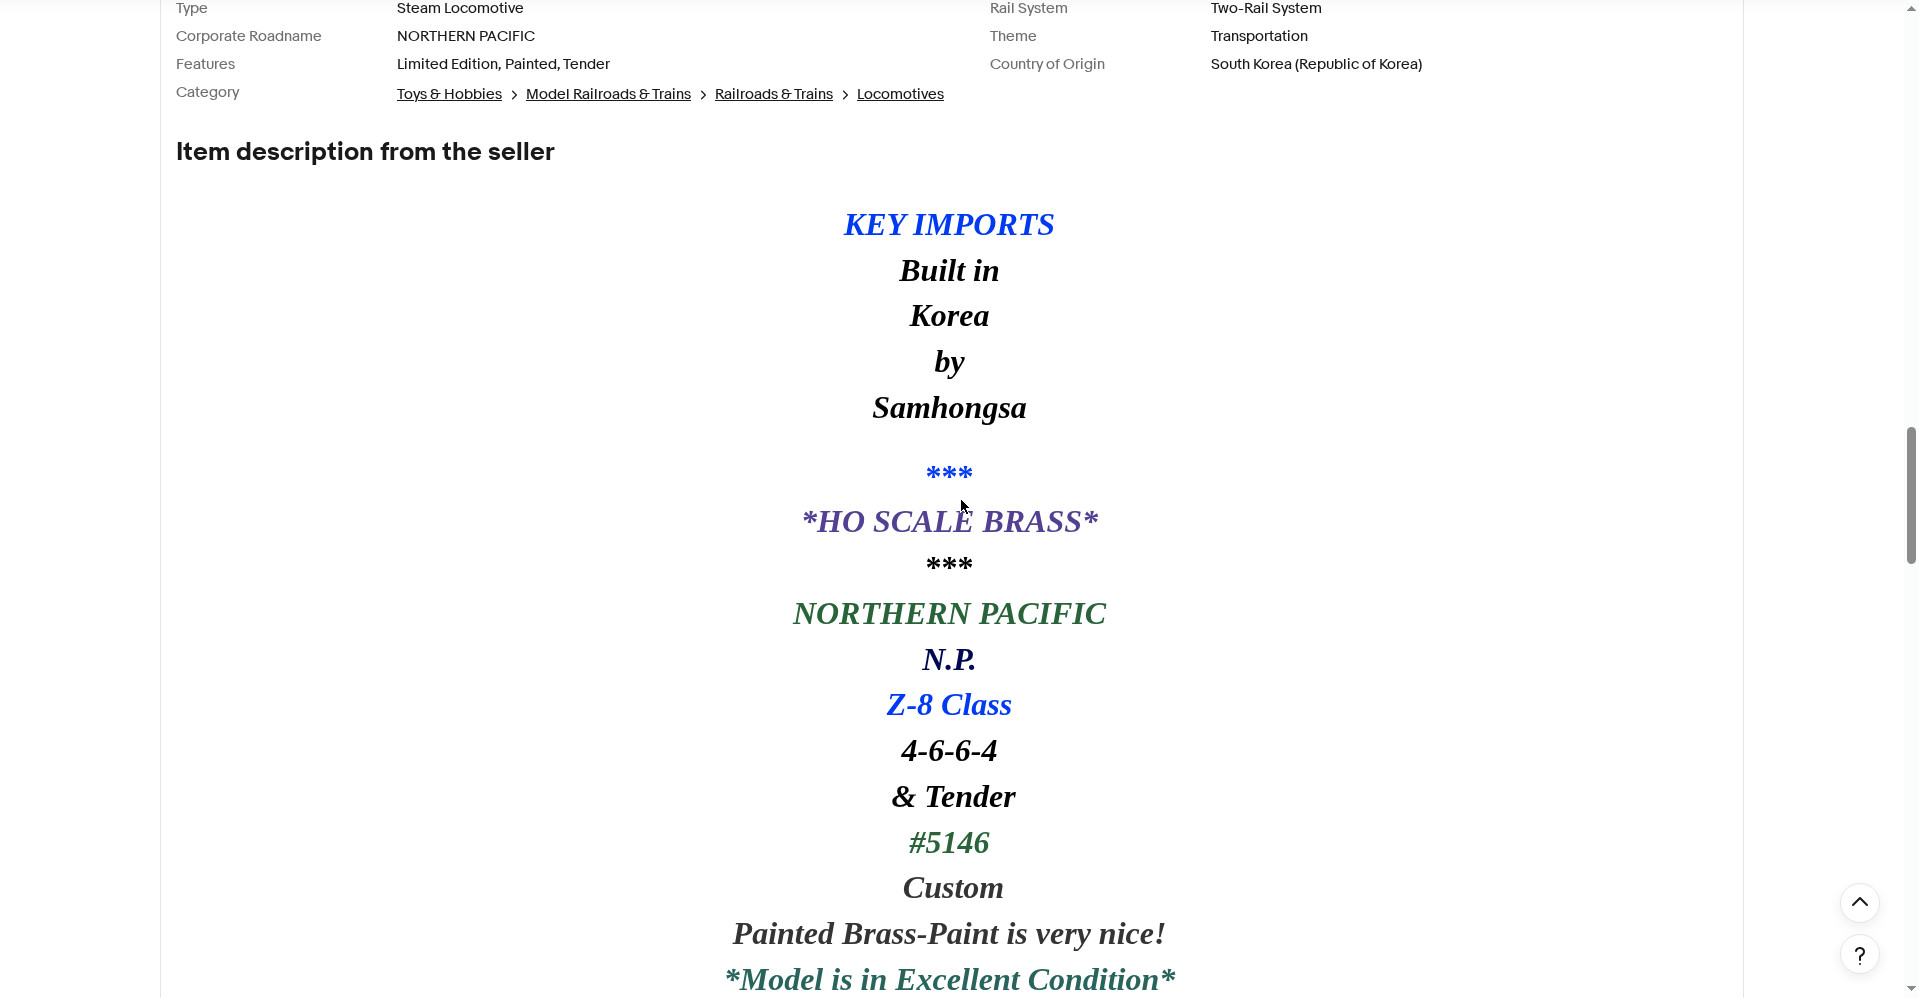 Type Steam Locomotive Rail System Two-Rail System
Corporate Roadname NORTHERN PACIFIC Theme Transportation
Features Limited Edition, Painted, Tender Country of Origin South Korea (Republic of Korea)
Category Toys & Hobbies > Model Railroads & Trains > Railroads & Trains > Locomotives
Item description from the seller
KEY IMPORTS
Built in
Korea
by
Samhongsa
***
*HO SCALE BRASS*
***
NORTHERN PACIFIC
N.P.
Z-8 Class
4-6-6-4
& Tender
#5146
Custom
Painted Brass-Paint is very nice!
*Model is in Excellent Condition*
?